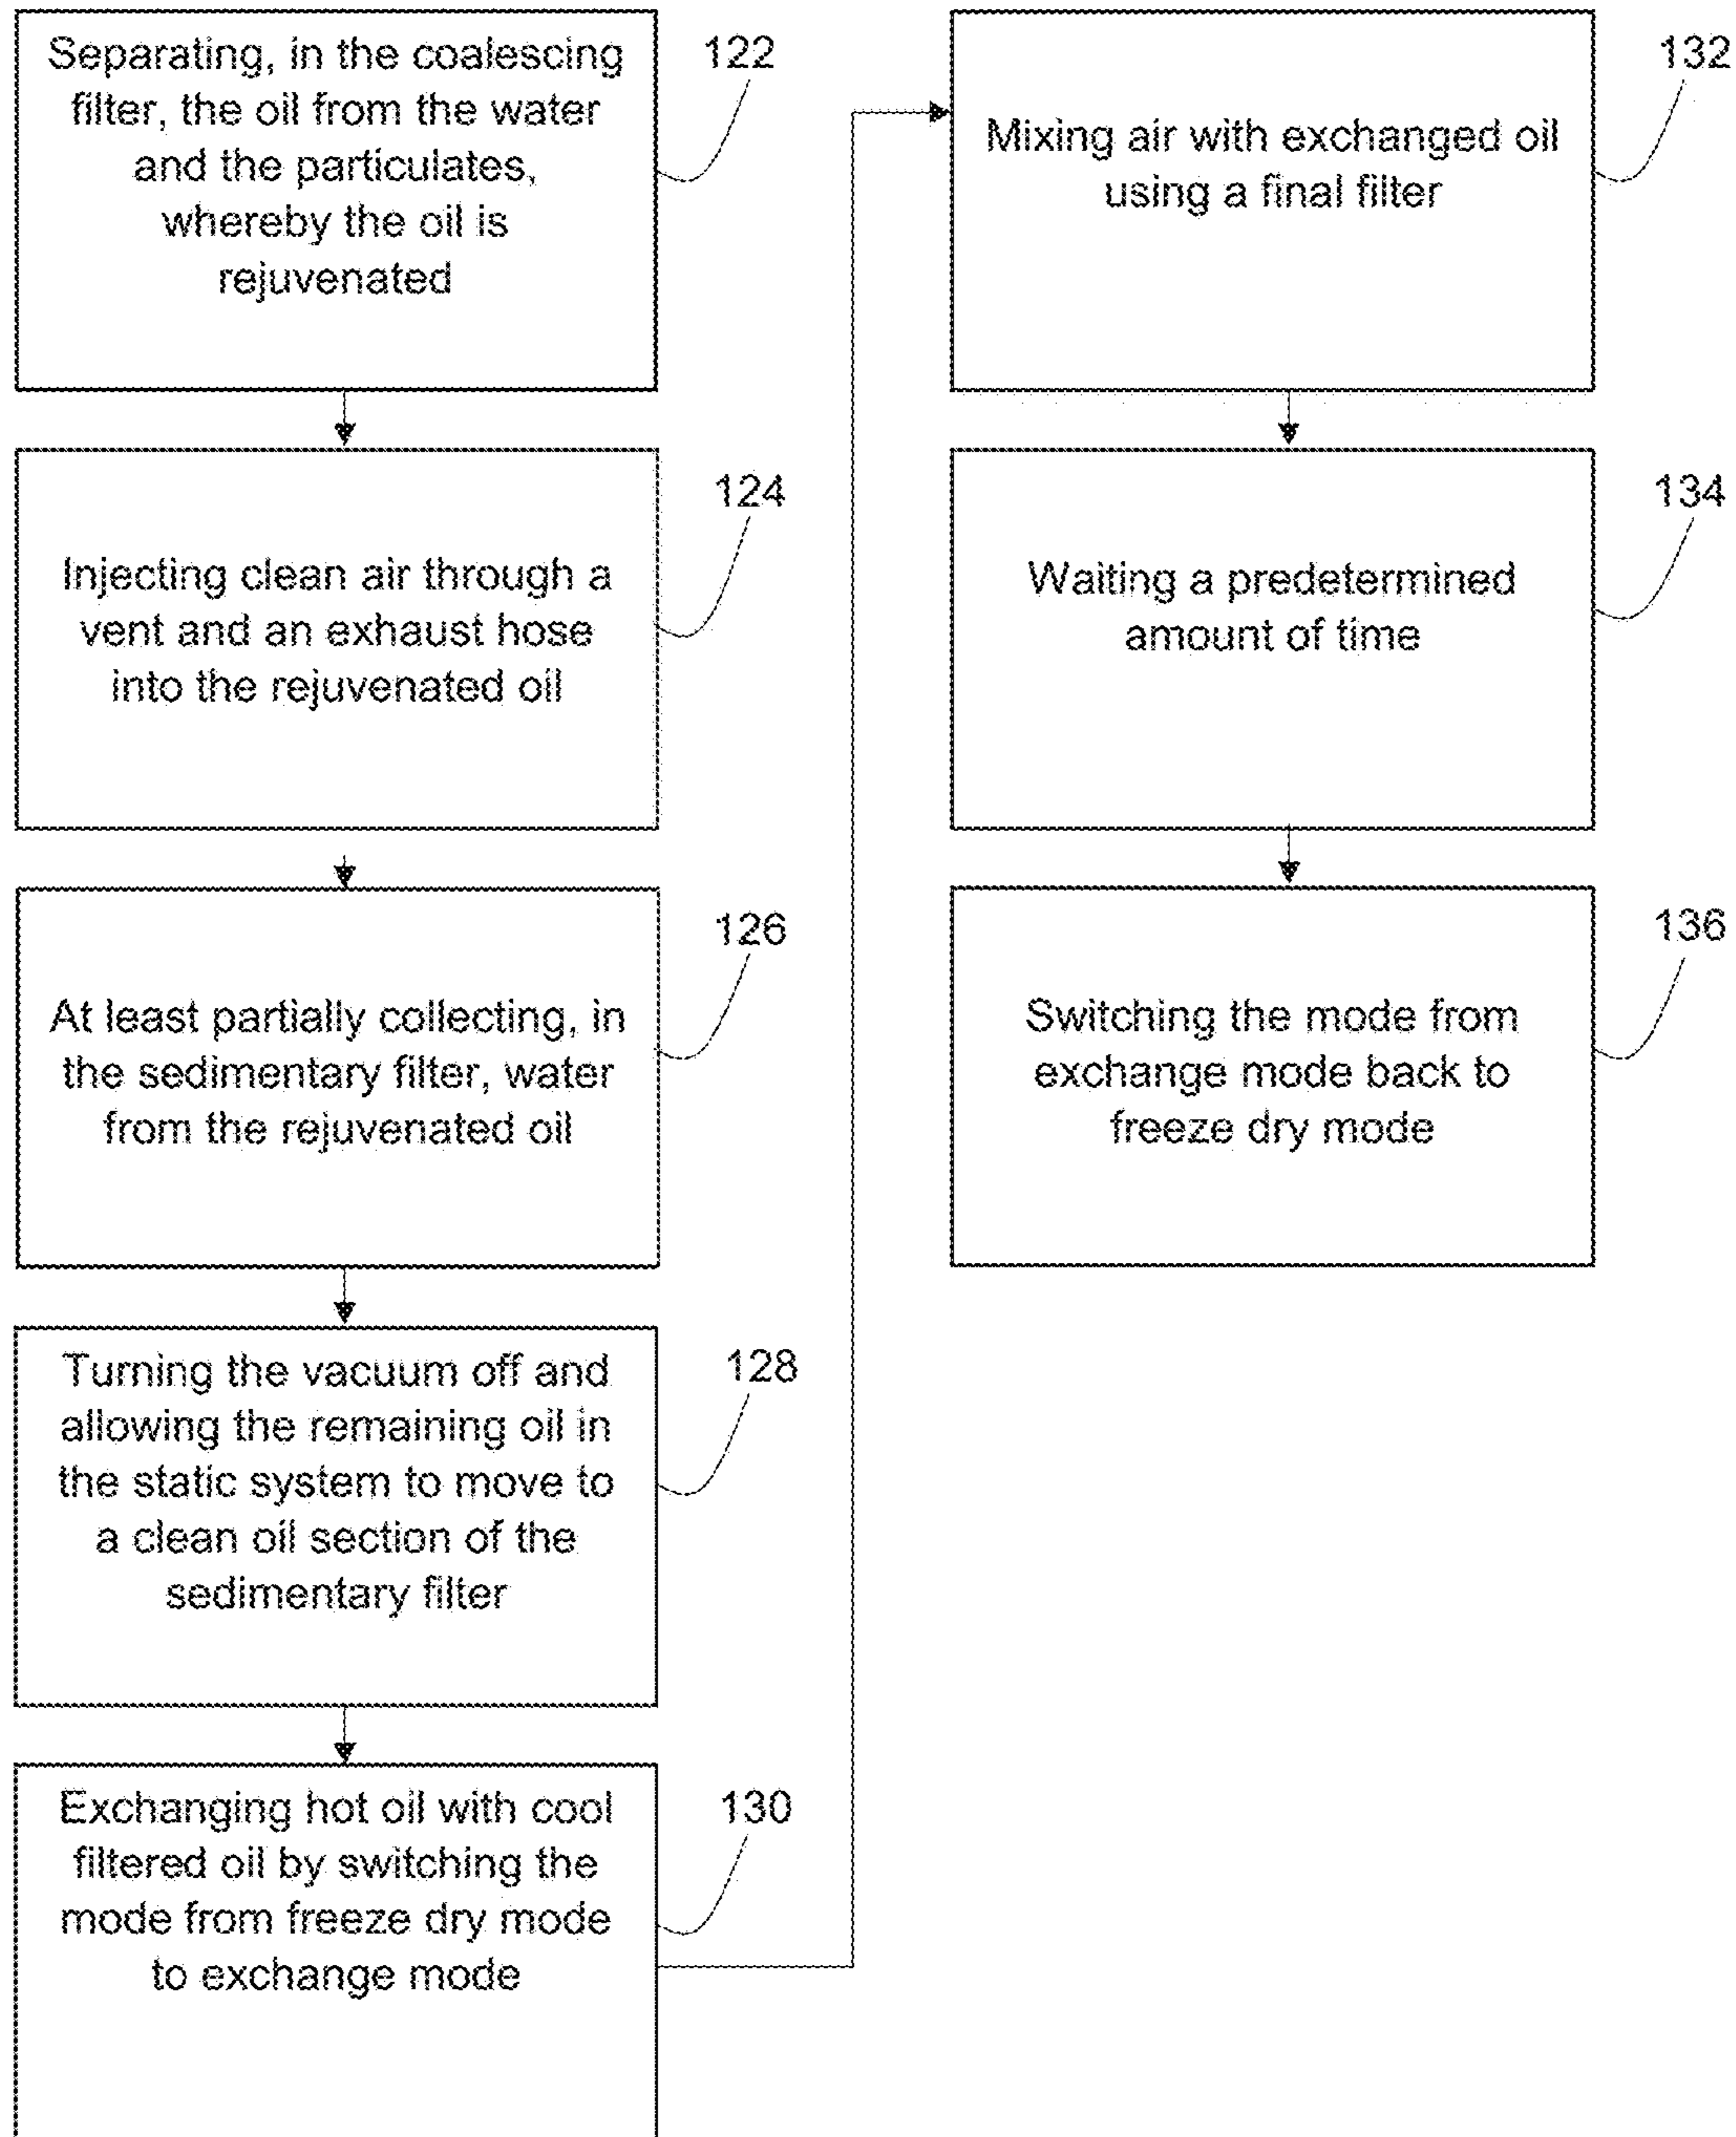 Separating, in the coalescing
filter, the oil from the water
and the particulates,
whereby the oil is
rejuvenated
122
Injecting clean air through a
vent and an exhaust hose
into the rejuvenated oil
124
At least partially collecting, in
the sedimentary filter, water
from the rejuvenated oil
126
Turning the vacuum off and
allowing the remaining oil in
the static system to move to
a clean oil section of the
sedimentary filter
128
Exchanging hot oil with cool
filtered oil by switching the
mode from freeze dry mode
to exchange mode
130
Mixing air with exchanged oil
using a final filter
132
Waiting a predetermined
amount of time
134
Switching the mode from
exchange mode back to
freeze dry mode
136